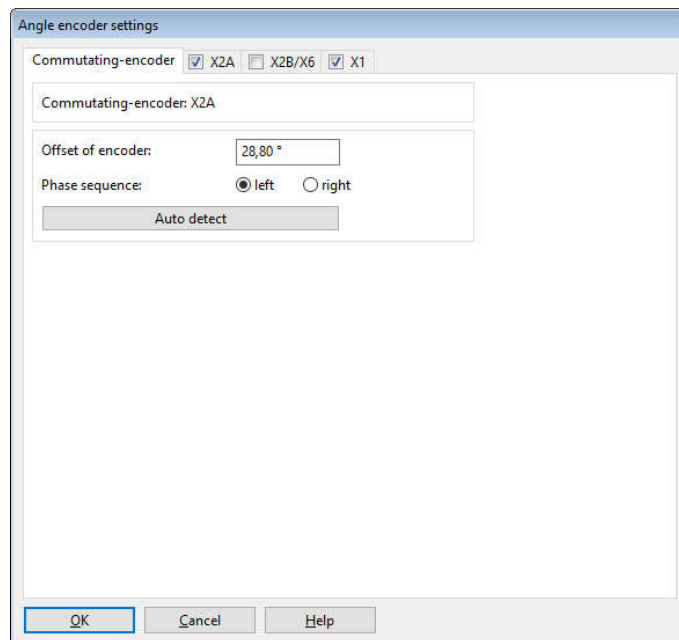 Angle encoder settings
Commutating-encoder X2A X2B/X6 X1
Commutating-encoder: X2A
Offset of encoder: 28,80 °
Phase sequence: left right
Auto detect
OK Cancel Help